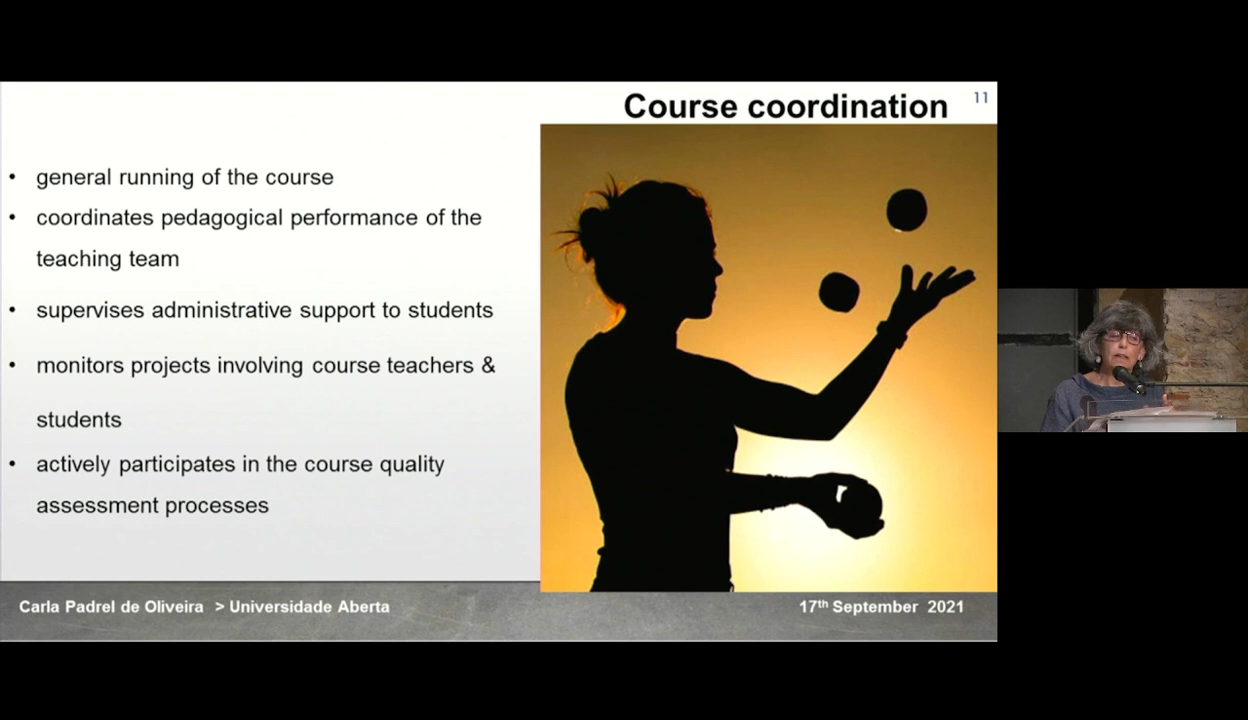 Course coordination
11
• general running of the course
• coordinates pedagogical performance of the
teaching team
• supervises administrative support to students
• monitors projects involving course teachers &
students
• actively participates in the course quality
assessment processes
Carla Padrel de Oliveira > Universidade Aberta
17th September 2021